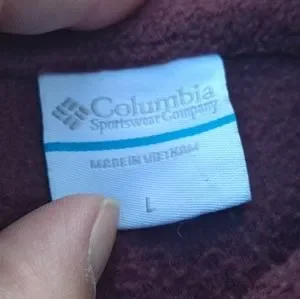 Columbia
Sportswear Company
MADE IN VIETNAM
L